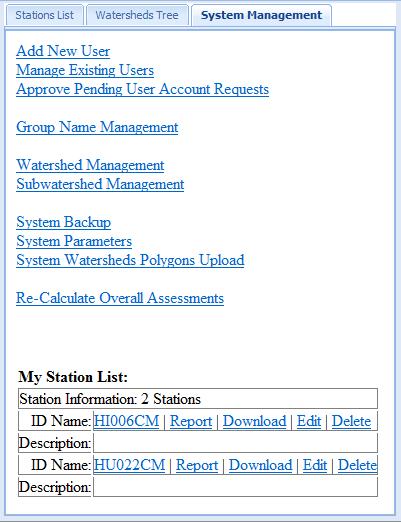 Stations List Watersheds Tree System Management
Add New User
Manage Existing Users
Approve Pending User Account Requests
Group Name Management
Watershed Management
Subwatershed Management
System Backup
System Parameters
System Watersheds Polygons Upload
Re-Calculate Overall Assessments
My Station List:
Station Information: 2 Stations
ID Name: HI006CM | Report | Download | Edit | Delete
Description:
ID Name: HU022CM | Report | Download | Edit | Delete
Description: